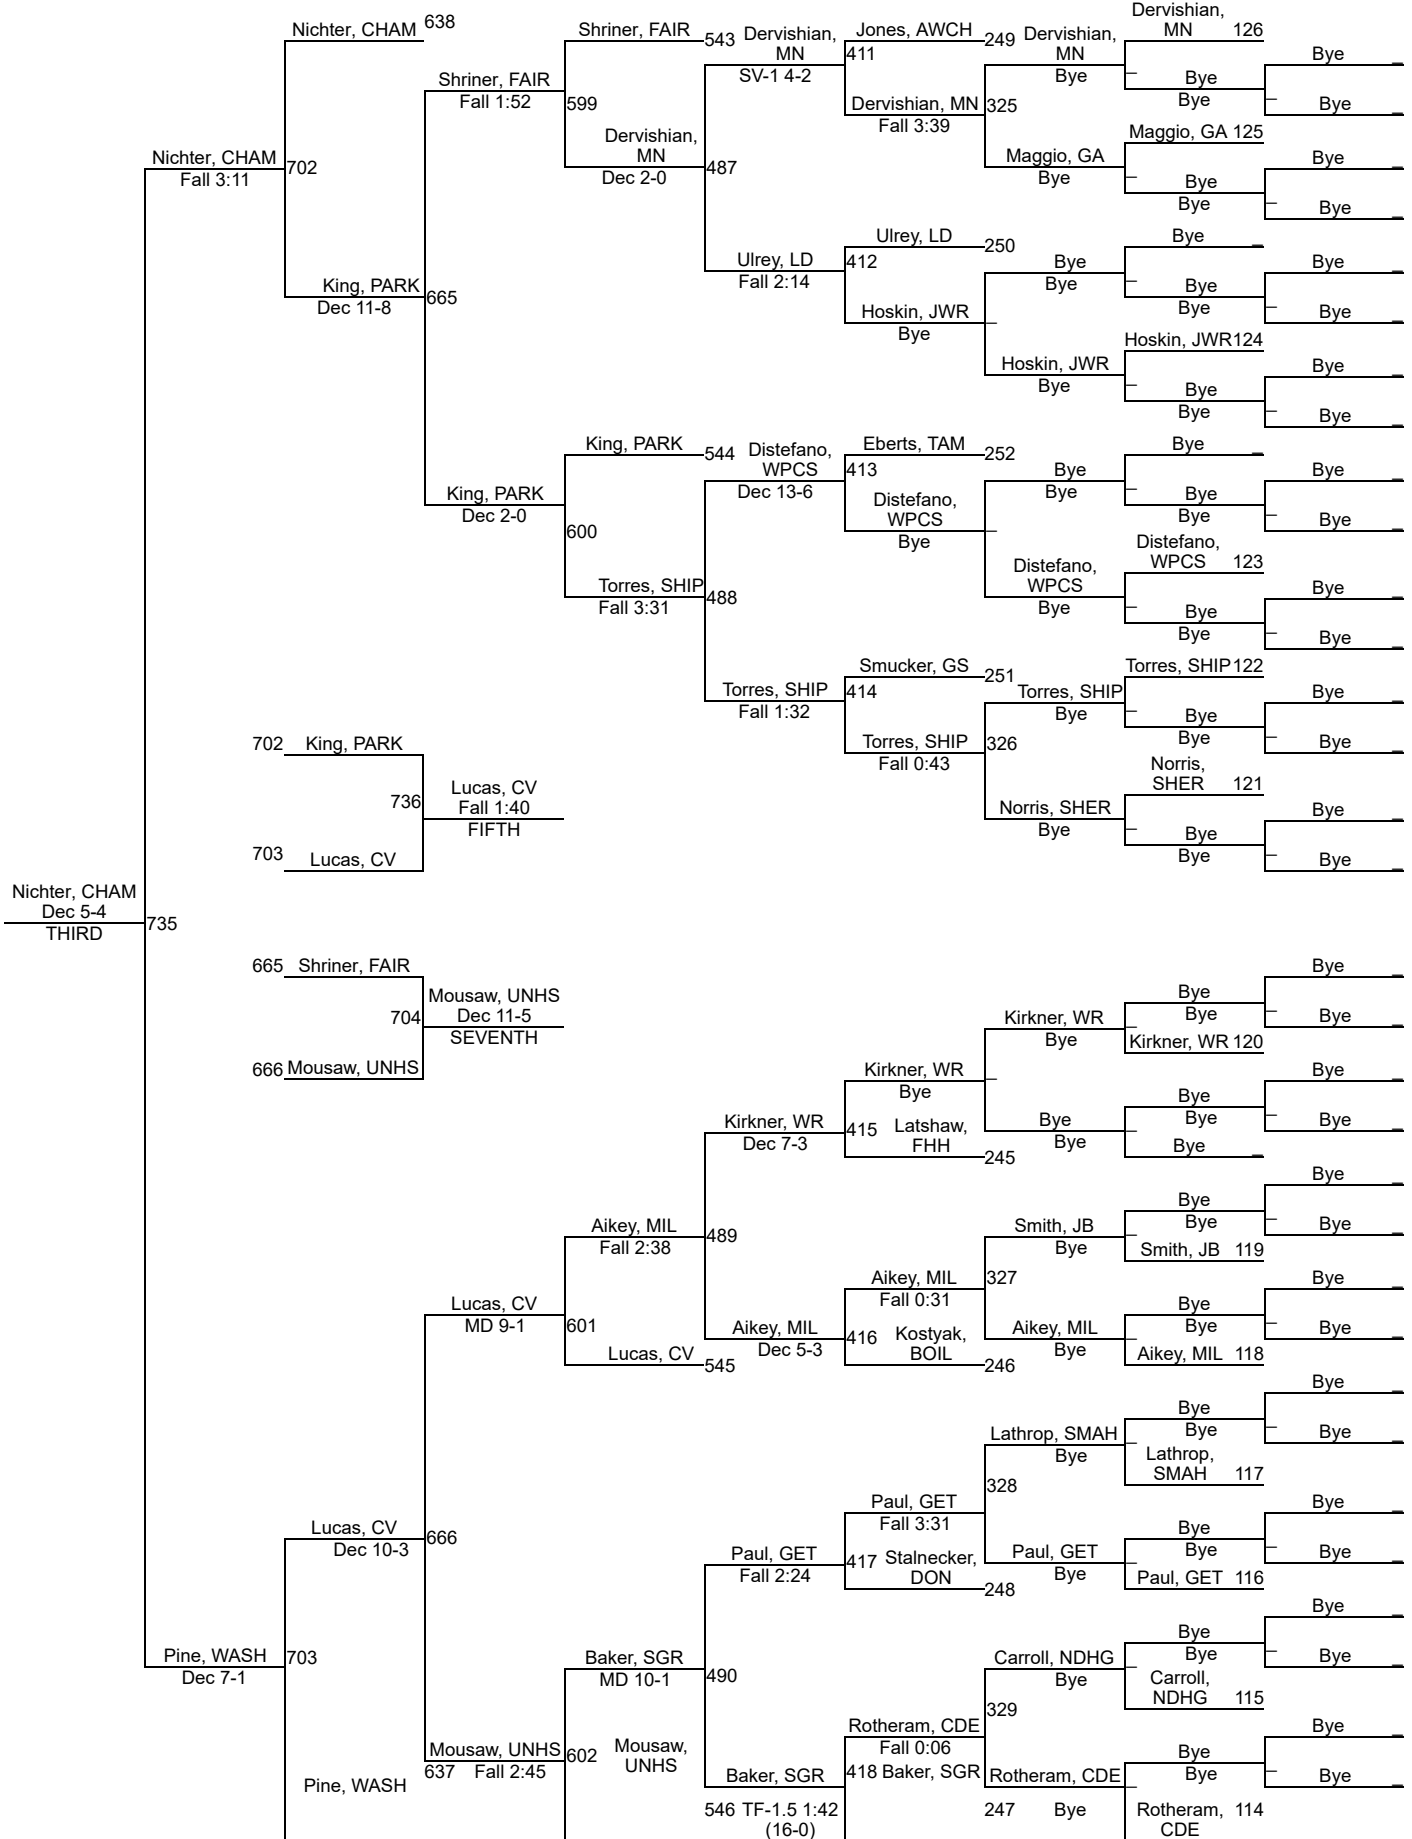 Nichter, CHAM 638
Shriner, FAIR 543
Dervishian,
MN
SV-1 4-2
Jones, AWCH 249
411
Dervishian,
MN
Bye
Dervishian,
MN 126
Bye
Bye
Bye _
Bye _
Shriner, FAIR
Fall 1:52
599
Dervishian, MN
Fall 3:39
325
Dervishian,
MN
Dec 2-0
487
Maggio, GA
Bye
Maggio, GA 125
Bye
Bye
Bye _
Bye _
Nichter, CHAM
Fall 3:11
702
Ulrey, LD
Fall 2:14
Ulrey, LD 250
412
Hoskin, JWR
Bye
Bye
Bye
Bye _
Bye
Bye
Bye _
Bye _
King, PARK
Dec 11-8
665
Hoskin, JWR
Bye
Hoskin, JWR 124
Bye
Bye
Bye _
Bye _
King, PARK 544
Distefano,
WPCS
Dec 13-6
Eberts, TAM 252
413
Distefano,
WPCS
Bye
Bye
Bye
Bye _
Bye
Bye
Bye _
Bye _
King, PARK
Dec 2-0
600
Torres, SHIP
Fall 3:31
488
Distefano,
WPCS
Bye
Distefano,
WPCS 123
Bye
Bye
Bye _
Bye _
Torres, SHIP
Fall 1:32
Smucker, GS 251
414
Torres, SHIP
Fall 0:43
326
Torres, SHIP
Bye
Torres, SHIP 122
Bye
Bye
Bye _
Bye _
Norris, SHER
Bye
Norris,
SHER 121
Bye
Bye
Bye _
Bye _
702 King, PARK
736
Lucas, CV
Fall 1:40
FIFTH
703 Lucas, CV
Nichter, CHAM
Dec 5-4
THIRD
735
665 Shriner, FAIR
704
Mousaw, UNHS
Dec 11-5
SEVENTH
666 Mousaw, UNHS
Kirkner, WR
Dec 7-3
Kirkner, WR
Bye
415 Latshaw,
FHH
245
Kirkner, WR
Bye
Bye
Bye
Kirkner, WR 120
Bye _
Bye _
Bye
Bye
Bye
Bye
Bye _
Bye _
Bye _
Aikey, MIL
Fall 2:38
489
Smith, JB
Bye
Bye
Bye
Smith, JB 119
Bye _
Bye _
Lucas, CV
MD 9-1
601
Lucas, CV 545
Aikey, MIL
Dec 5-3
Aikey, MIL
Fall 0:31
327
416 Kostyak,
BOIL
246
Aikey, MIL
Bye
Bye
Bye
Aikey, MIL 118
Bye _
Bye _
Lucas, CV
Dec 10-3
666
Paul, GET
Fall 2:24
Paul, GET
Fall 3:31
417 Stalnecker,
DON
248
Lathrop, SMAH
Bye
328
Bye
Bye
Lathrop,
SMAH 117
Bye _
Bye _
Paul, GET
Bye
Bye
Bye
Paul, GET 116
Bye _
Bye _
Pine, WASH
Dec 7-1
703
Baker, SGR
MD 10-1
490
Carroll, NDHG
Bye
329
Bye
Bye
Carroll,
NDHG 115
Bye _
Bye _
Mousaw, UNHS
637 Fall 2:45
602 Mousaw,
UNHS
Pine, WASH
Baker, SGR
546 TF-1.5 1:42
(16-0)
Rotheram, CDE
Fall 0:06
418 Baker, SGR
247
Rotheram, CDE
Bye
Bye
Bye
Rotheram, 114
CDE
Bye _
Bye _